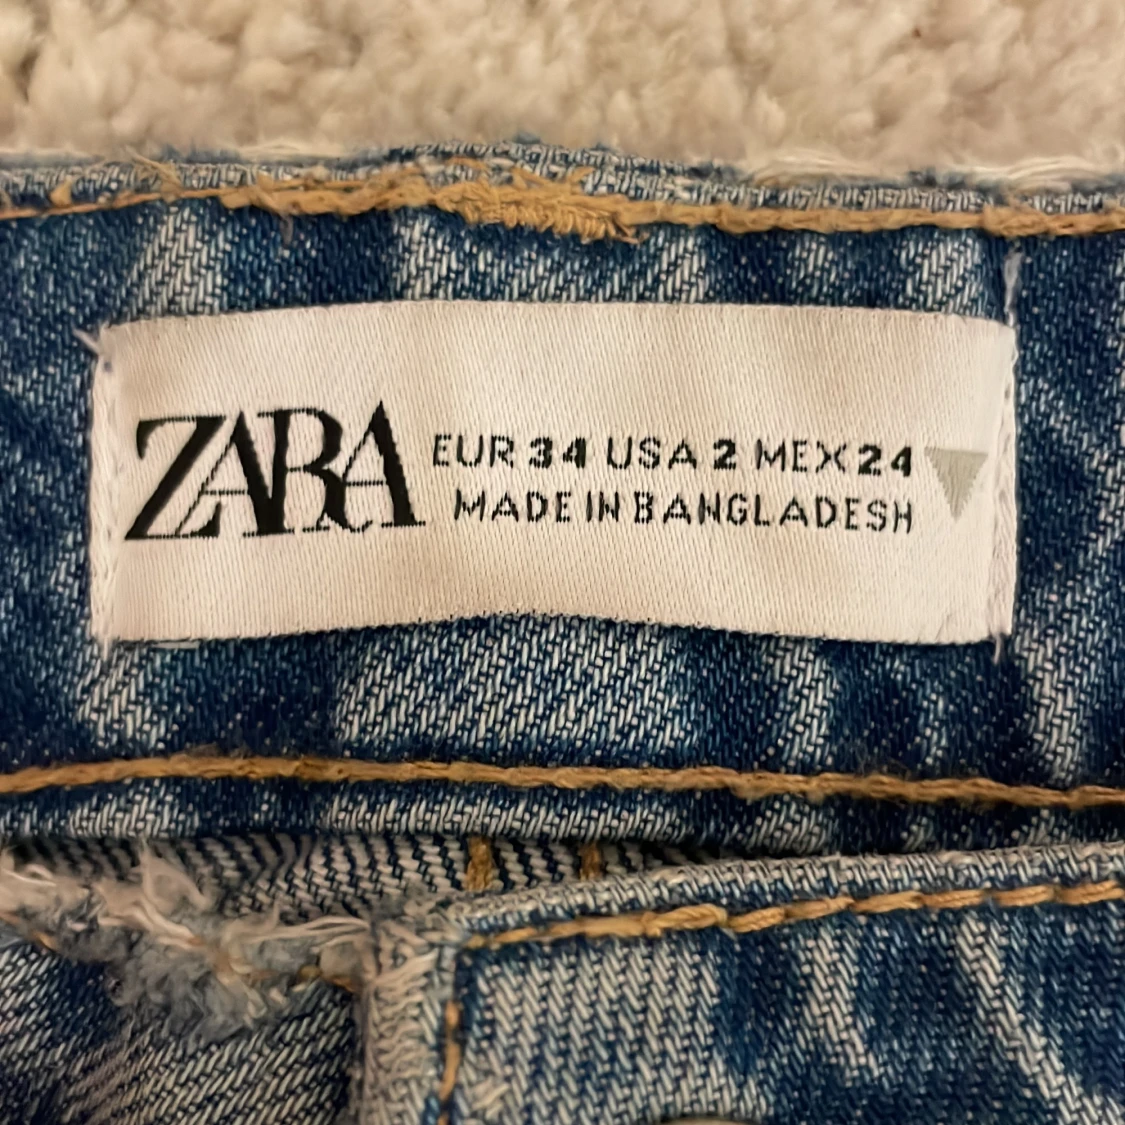 ZARA
EUR 34 USA 2 MEX 24
MADE IN BANGLADESH